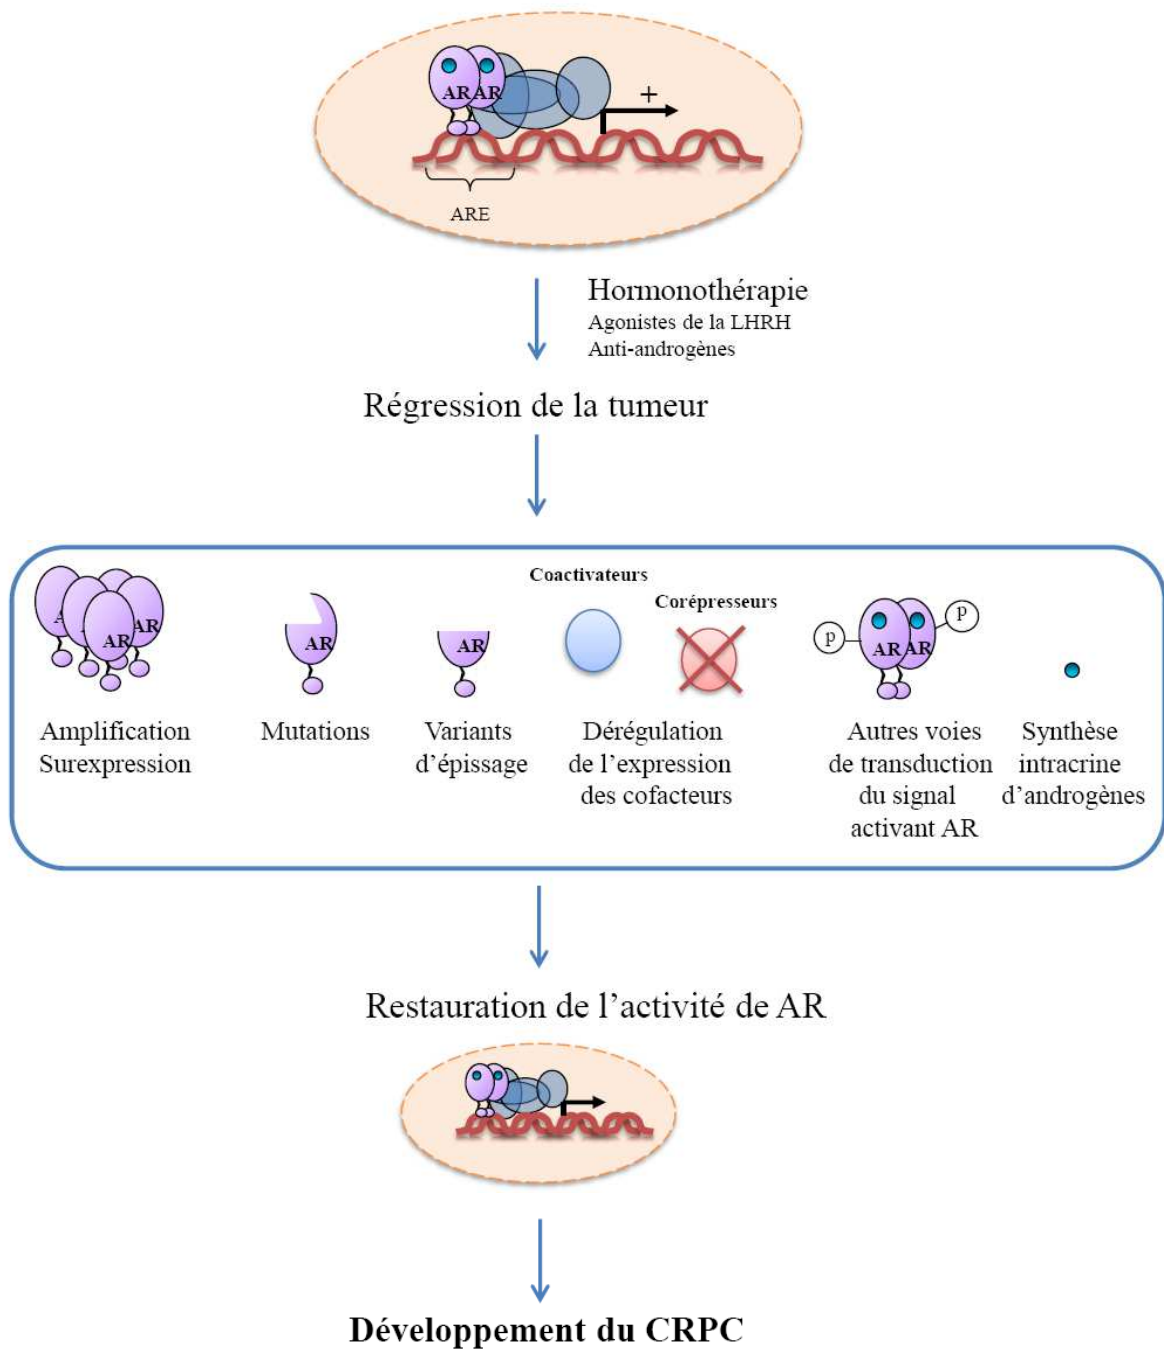 AR
AR
+
ARE
Hormonothérapie
Agonistes de la LHRH
Anti-androgènes
Régression de la tumeur
Coactivateurs
Corépresseurs
A
AR
AR
AR
AR
P
AR
AR
P
Amplification
Surexpression
Mutations
Variants
d’épissage
Dérégulation
de l’expression
des cofacteurs
Autres voies
de transduction
du signal
activant AR
Synthèse
intracrine
d’androgènes
Restauration de l’activité de AR
Développement du CRPC